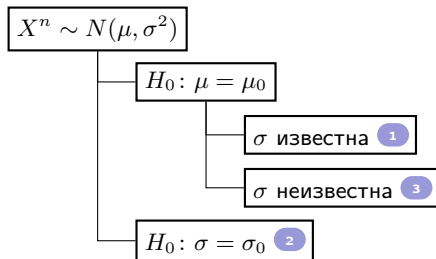 X^n ∼ N(μ, σ^2)
H_0: μ = μ_0
σ известна 1
σ неизвестна 3
H_0: σ = σ_0 2